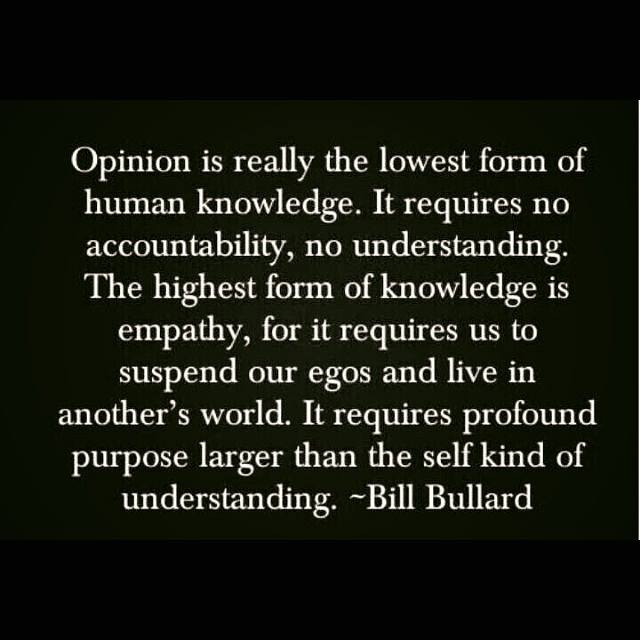 Opinion is really the lowest form of
human knowledge. It requires no
accountability, no understanding.
The highest form of knowledge is
empathy, for it requires us to
suspend our egos and live in
another’s world. It requires profound
purpose larger than the self kind of
understanding. ~Bill Bullard